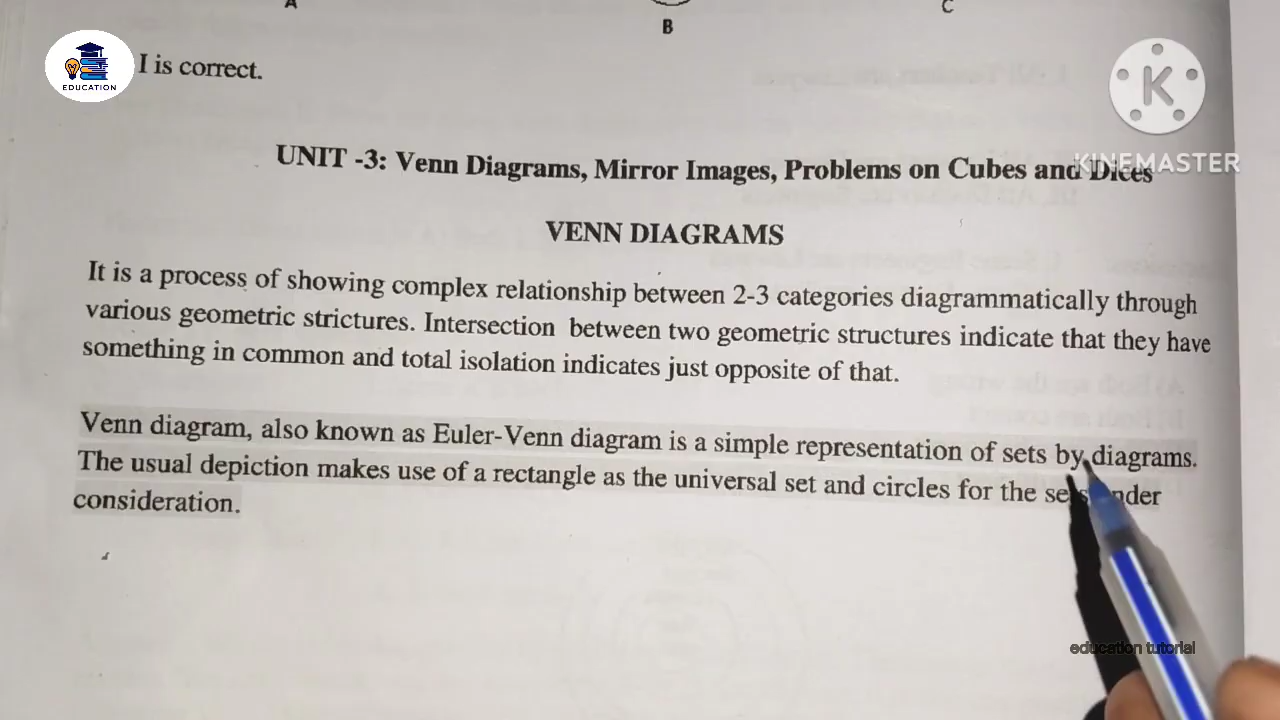 A
B
C
EDUCATION
I is correct.
KINEMASTER
UNIT -3: Venn Diagrams, Mirror Images, Problems on Cubes and Dices
VENN DIAGRAMS
It is a process of showing complex relationship between 2-3 categories diagrammatically through
various geometric strictures. Intersection between two geometric structures indicate that they have
something in common and total isolation indicates just opposite of that.
Venn diagram, also known as Euler-Venn diagram is a simple representation of sets by diagrams.
The usual depiction makes use of a rectangle as the universal set and circles for the sets under
consideration.
education tutorial